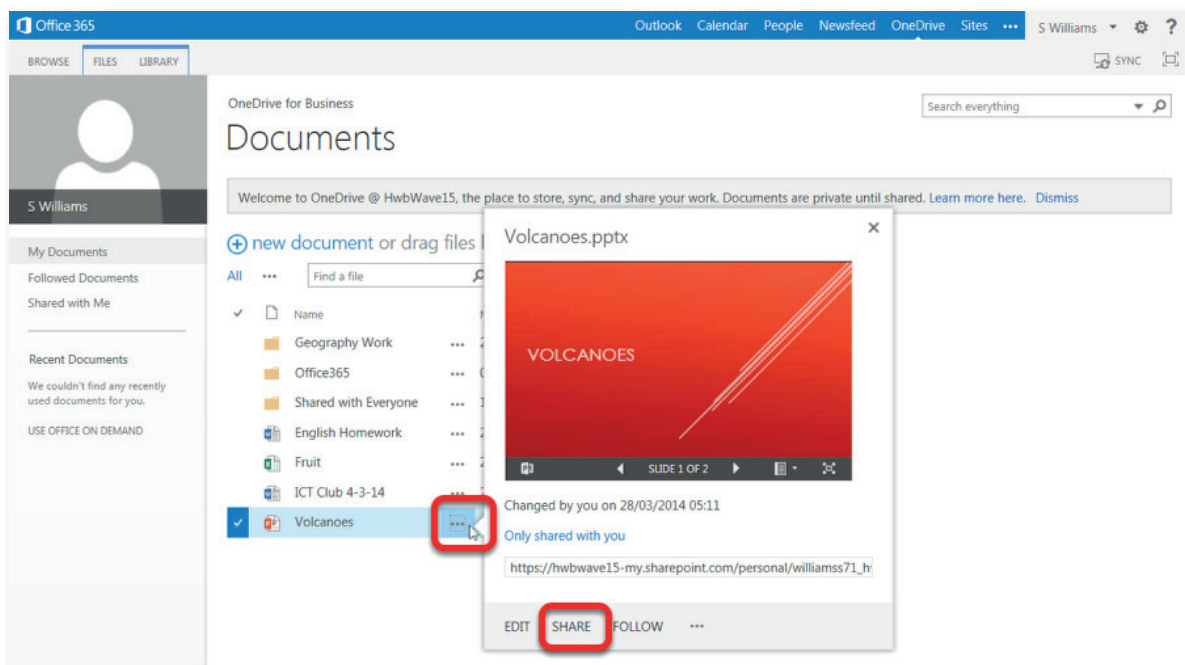 Office 365
Outlook Calendar People Newsfeed OneDrive Sites ••• S Williams ?
BROWSE FILES LIBRARY
SYNC
S Williams
My Documents
Followed Documents
Shared with Me
Recent Documents
We couldn't find any recently
used documents for you.
USE OFFICE ON DEMAND
OneDrive for Business
Search everything
Documents
Welcome to OneDrive @ HwbWave15, the place to store, sync, and share your work. Documents are private until shared. Learn more here. Dismiss
new document or drag files
All ••• Find a file
Name
Geography Work •••
Office365 •••
Shared with Everyone •••
English Homework •••
Fruit •••
ICT Club 4-3-14 •••
Volcanoes •••
Volcanoes.pptx
VOLCANOES
SLIDE 1 OF 2
Changed by you on 28/03/2014 05:11
Only shared with you
https://hwbwave15-my.sharepoint.com/personal/williamss71_h
EDIT SHARE FOLLOW •••